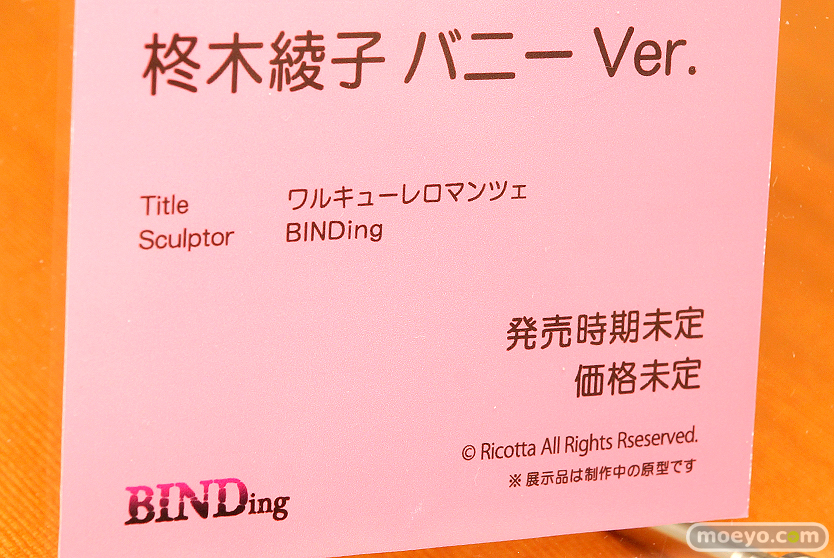 柊木綾子 バニー Ver.
Title ワルキューレロマンツェ
Sculptor BINDing
発売時期未定
価格未定
© Ricotta All Rights Rseserved.
※展示品は制作中の原型です
BINDing
moeyo.com